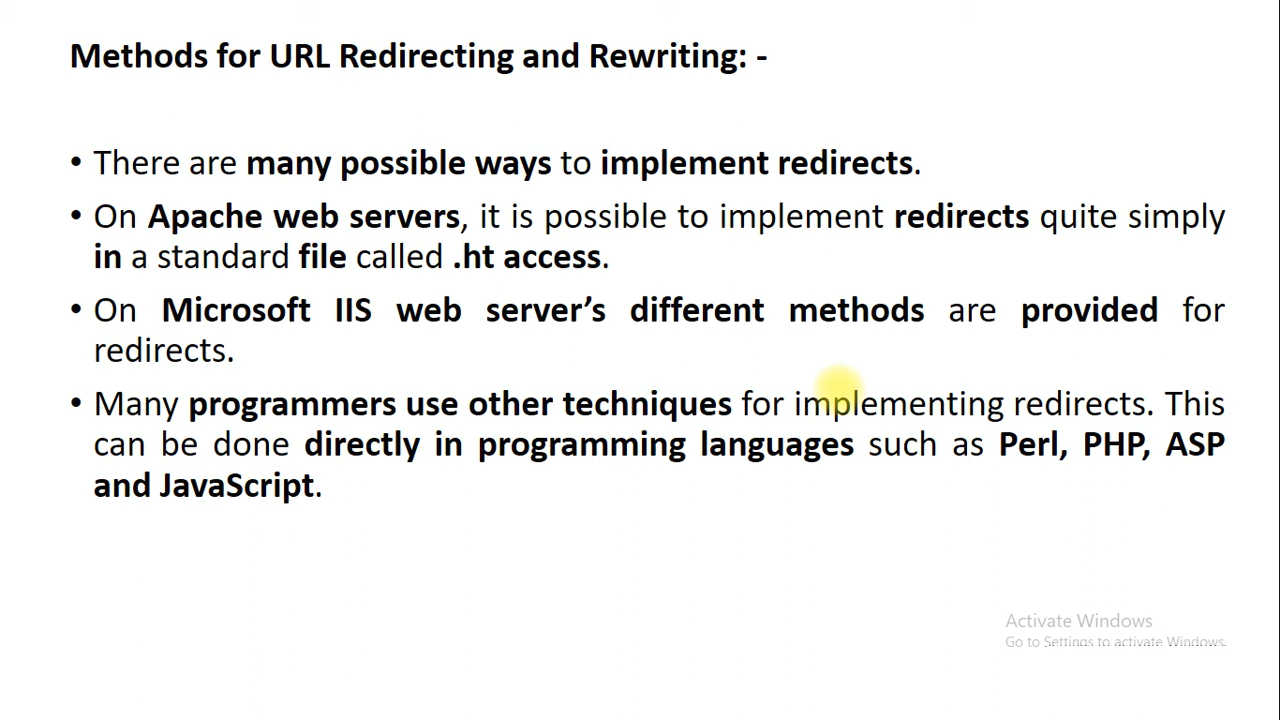 Methods for URL Redirecting and Rewriting: -
• There are many possible ways to implement redirects.
• On Apache web servers, it is possible to implement redirects quite simply
in a standard file called .ht access.
• On Microsoft IIS web server’s different methods are provided for
redirects.
• Many programmers use other techniques for implementing redirects. This
can be done directly in programming languages such as Perl, PHP, ASP
and JavaScript.
Activate Windows
Go to Settings to activate Windows.